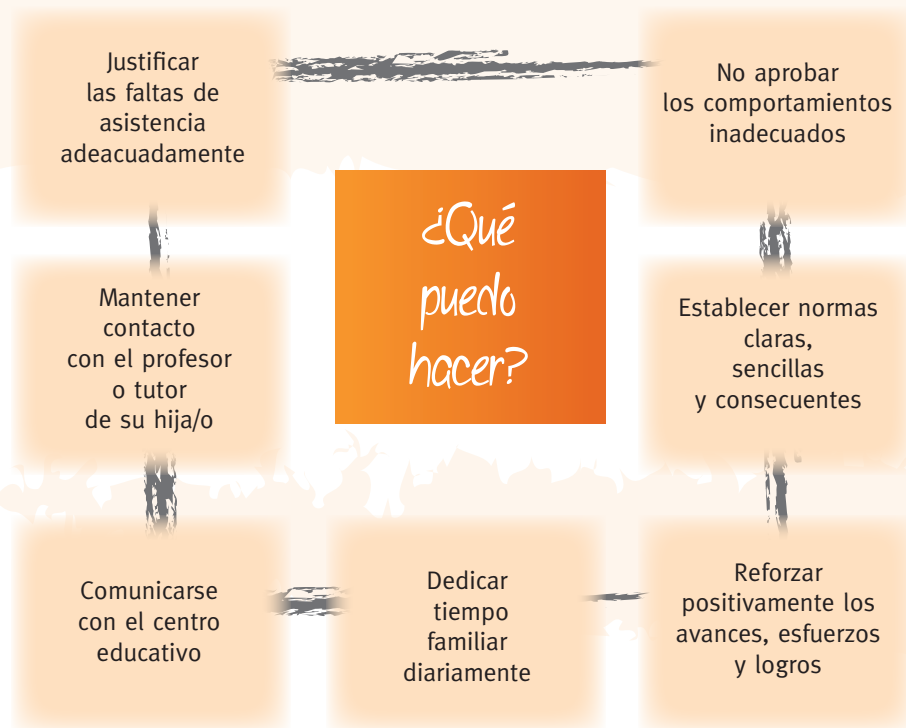 Justificar
las faltas de
asistencia
adeacuadamente
No aprobar
los comportamientos
inadecuados
¿Qué
puedo
hacer?
Mantener
contacto
con el profesor
o tutor
de su hija/o
Establecer normas
claras,
sencillas
y consecuentes
Comunicarse
con el centro
educativo
Dedicar
tiempo
familiar
diariamente
Reforzar
positivamente los
avances, esfuerzos
y logros